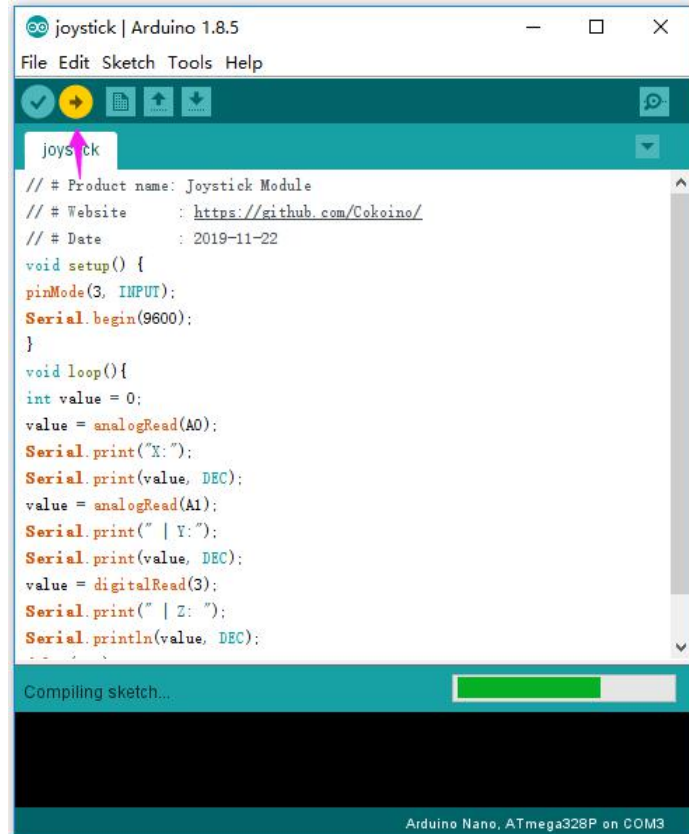 joystick | Arduino 1.8.5
File Edit Sketch Tools Help
joystick
// # Product name: Joystick Module
// # Website : https://github.com/Cokoino/
// # Date : 2019-11-22
void setup() {
pinMode(3, INPUT);
Serial.begin(9600);
}
void loop(){
int value = 0;
value = analogRead(A0);
Serial.print("X:");
Serial.print(value, DEC);
value = analogRead(A1);
Serial.print(" | Y:");
Serial.print(value, DEC);
value = digitalRead(3);
Serial.print(" | Z: ");
Serial.println(value, DEC);
Compiling sketch...
Arduino Nano, ATmega328P on COM3